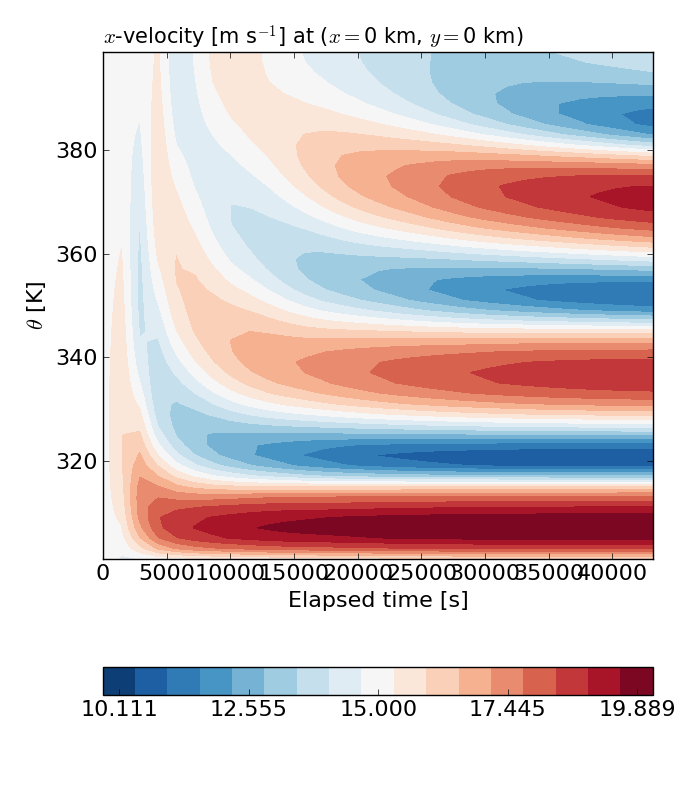 x-velocity [m s⁻¹] at (x = 0 km, y = 0 km)
380
360
340
320
θ [K]
0 5000 10000 15000 20000 25000 30000 35000 40000
Elapsed time [s]
10.111 12.555 15.000 17.445 19.889